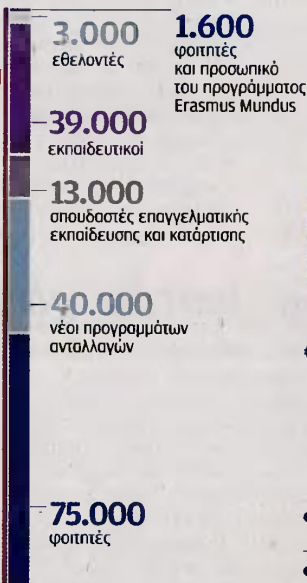 3.000
εθελοντές
1.600
φοιτητές
και προσωπικό
του προγράμματος
Erasmus Mundus
39.000
εκπαιδευτικοί
13.000
σπουδαστές επαγγελματικής
εκπαίδευσης και κατάρτισης
40.000
νέοι προγραμμάτων
ανταλλαγών
75.000
φοιτητές